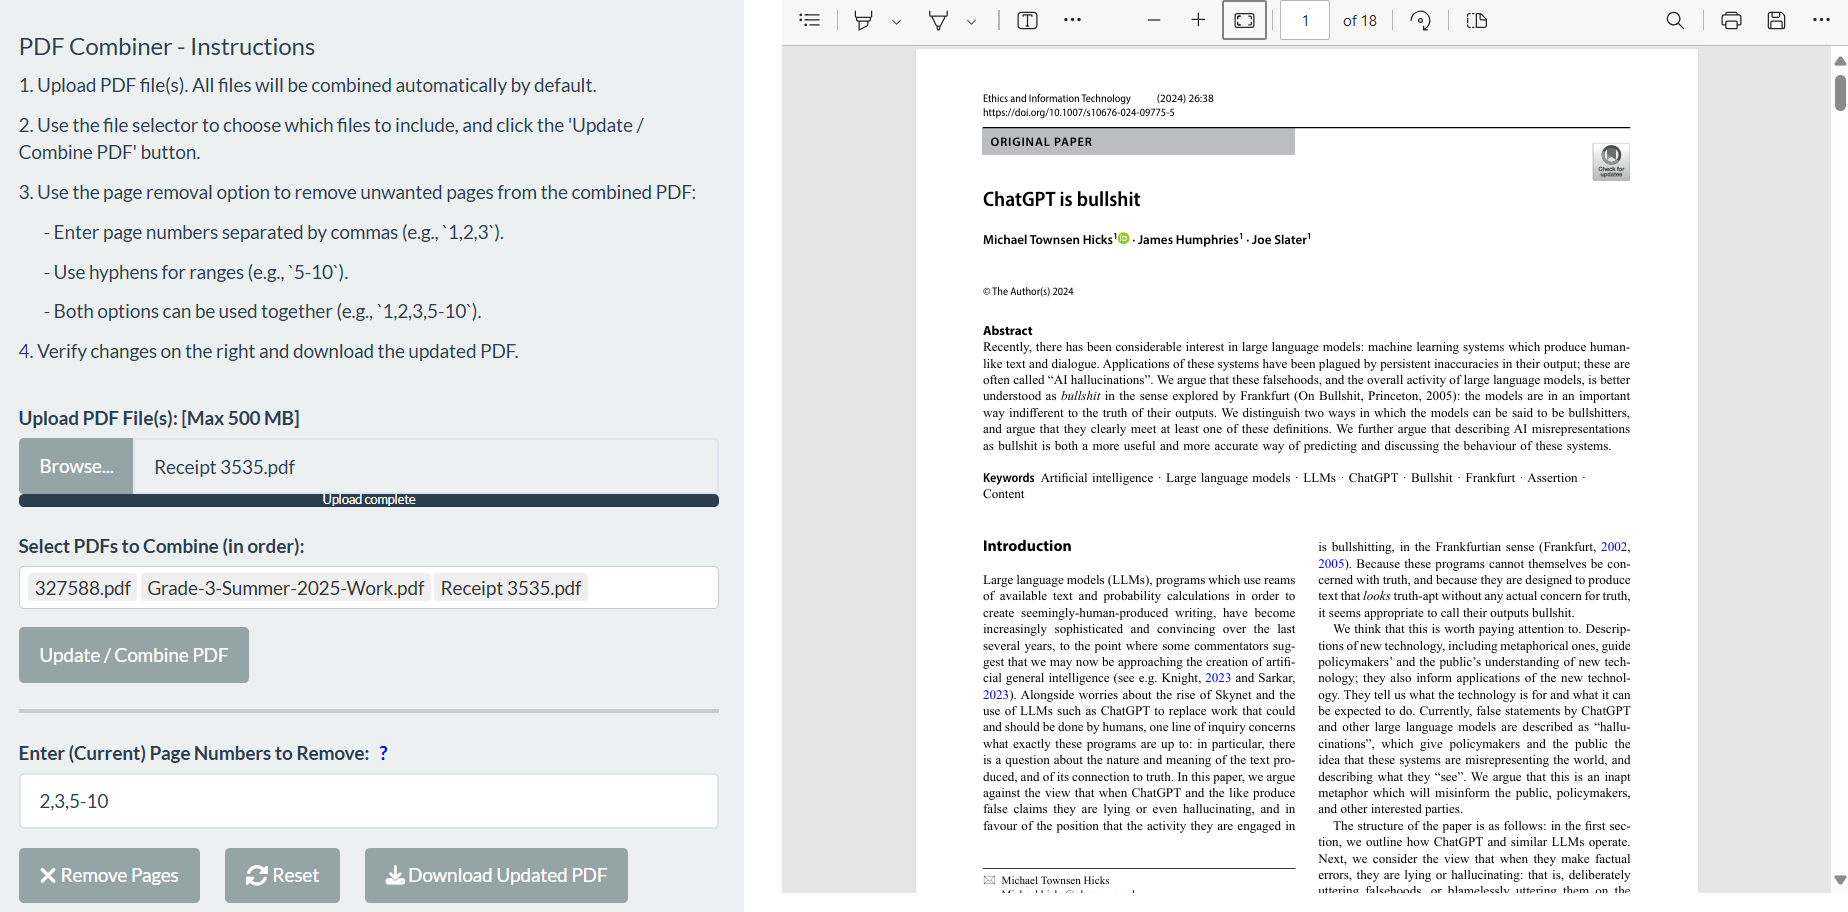 PDF Combiner - Instructions
1. Upload PDF file(s). All files will be combined automatically by default.
2. Use the file selector to choose which files to include, and click the 'Update /
Combine PDF' button.
3. Use the page removal option to remove unwanted pages from the combined PDF:
- Enter page numbers separated by commas (e.g., `1,2,3`).
- Use hyphens for ranges (e.g., `5-10`).
- Both options can be used together (e.g., `1,2,3,5-10`).
4. Verify changes on the right and download the updated PDF.
Upload PDF File(s): [Max 500 MB]
Browse... Receipt 3535.pdf
Upload complete
Select PDFs to Combine (in order):
327588.pdf Grade-3-Summer-2025-Work.pdf Receipt 3535.pdf
Update / Combine PDF
Enter (Current) Page Numbers to Remove: ?
2,3,5-10
Remove Pages Reset Download Updated PDF
1 of 18
Ethics and Information Technology (2024) 26:38
https://doi.org/10.1007/s10676-024-09775-5
ORIGINAL PAPER
Check for
updates
ChatGPT is bullshit
Michael Townsen Hicks1 iD · James Humphries1 · Joe Slater1
© The Author(s) 2024
Abstract
Recently, there has been considerable interest in large language models: machine learning systems which produce human-
like text and dialogue. Applications of these systems have been plagued by persistent inaccuracies in their output; these are
often called “AI hallucinations”. We argue that these falsehoods, and the overall activity of large language models, is better
understood as bullshit in the sense explored by Frankfurt (On Bullshit, Princeton, 2005): the models are in an important
way indifferent to the truth of their outputs. We distinguish two ways in which the models can be said to be bullshitters,
and argue that they clearly meet at least one of these definitions. We further argue that describing AI misrepresentations
as bullshit is both a more useful and more accurate way of predicting and discussing the behaviour of these systems.
Keywords Artificial intelligence · Large language models · LLMs · ChatGPT · Bullshit · Frankfurt · Assertion ·
Content
Introduction
Large language models (LLMs), programs which use reams
of available text and probability calculations in order to
create seemingly-human-produced writing, have become
increasingly sophisticated and convincing over the last
several years, to the point where some commentators sug-
gest that we may now be approaching the creation of artifi-
cial general intelligence (see e.g. Knight, 2023 and Sarkar,
2023). Alongside worries about the rise of Skynet and the
use of LLMs such as ChatGPT to replace work that could
and should be done by humans, one line of inquiry concerns
what exactly these programs are up to: in particular, there
is a question about the nature and meaning of the text pro-
duced, and of its connection to truth. In this paper, we argue
against the view that when ChatGPT and the like produce
false claims they are lying or even hallucinating, and in
favour of the position that the activity they are engaged in
Michael Townsen Hicks
is bullshitting, in the Frankfurtian sense (Frankfurt, 2002,
2005). Because these programs cannot themselves be con-
cerned with truth, and because they are designed to produce
text that looks truth-apt without any actual concern for truth,
it seems appropriate to call their outputs bullshit.
We think that this is worth paying attention to. Descrip-
tions of new technology, including metaphorical ones, guide
policymakers’ and the public’s understanding of new tech-
nology; they also inform applications of the new technol-
ogy. They tell us what the technology is for and what it can
be expected to do. Currently, false statements by ChatGPT
and other large language models are described as “hallu-
cinations”, which give policymakers and the public the
idea that these systems are misrepresenting the world, and
describing what they “see”. We argue that this is an inapt
metaphor which will misinform the public, policymakers,
and other interested parties.
The structure of the paper is as follows: in the first sec-
tion, we outline how ChatGPT and similar LLMs operate.
Next, we consider the view that when they make factual
errors, they are lying or hallucinating: that is, deliberately
uttering falsehoods, or blamelessly uttering them on the